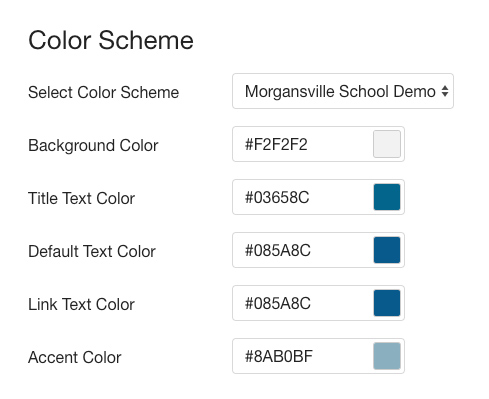 Color Scheme
Select Color Scheme Morgansville School Demo
Background Color #F2F2F2
Title Text Color #03658C
Default Text Color #085A8C
Link Text Color #085A8C
Accent Color #8AB0BF